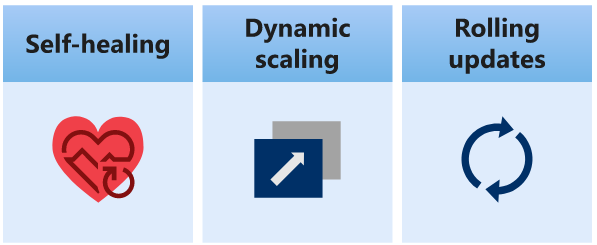 Self-healing
Dynamic
scaling
Rolling
updates